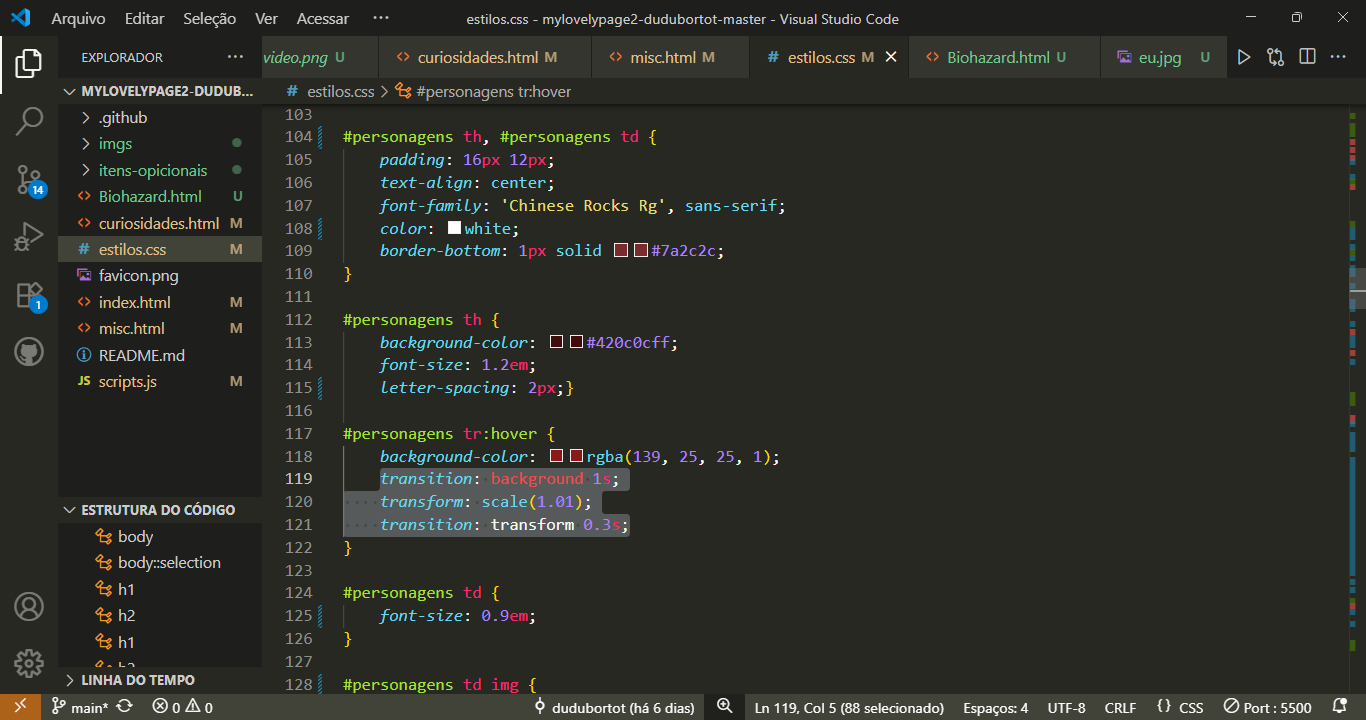 Arquivo Editar Seleção Ver Acessar ··· estilos.css - mylovelypage2-dudubortot-master - Visual Studio Code
EXPLORADOR ···
video.png U curiosidades.html M misc.html M # estilos.css M Biohazard.html U eu.jpg U ···
MYLOVELYPAGE2-DUDUB...
.github
imgs
itens-opicionais
Biohazard.html U
curiosidades.html M
# estilos.css M
favicon.png
index.html M
misc.html M
README.md
JS scripts.js M
14
1
ESTRUTURA DO CÓDIGO
body
body::selection
h1
h2
h1
h2
LINHA DO TEMPO
# estilos.css > #personagens tr:hover
103
104 #personagens th, #personagens td {
105 padding: 16px 12px;
106 text-align: center;
107 font-family: 'Chinese Rocks Rg', sans-serif;
108 color: white;
109 border-bottom: 1px solid #7a2c2c;
110 }
111
112 #personagens th {
113 background-color: #420c0cff;
114 font-size: 1.2em;
115 letter-spacing: 2px;}
116
117 #personagens tr:hover {
118 background-color: rgba(139, 25, 25, 1);
119 transition: background 1s;
120 transform: scale(1.01);
121 transition: transform 0.3s;
122 }
123
124 #personagens td {
125 font-size: 0.9em;
126 }
127
128 #personagens td img {
main* 0 0 dudubortot (há 6 dias) Ln 119, Col 5 (88 selecionado) Espaços: 4 UTF-8 CRLF {} CSS Port : 5500